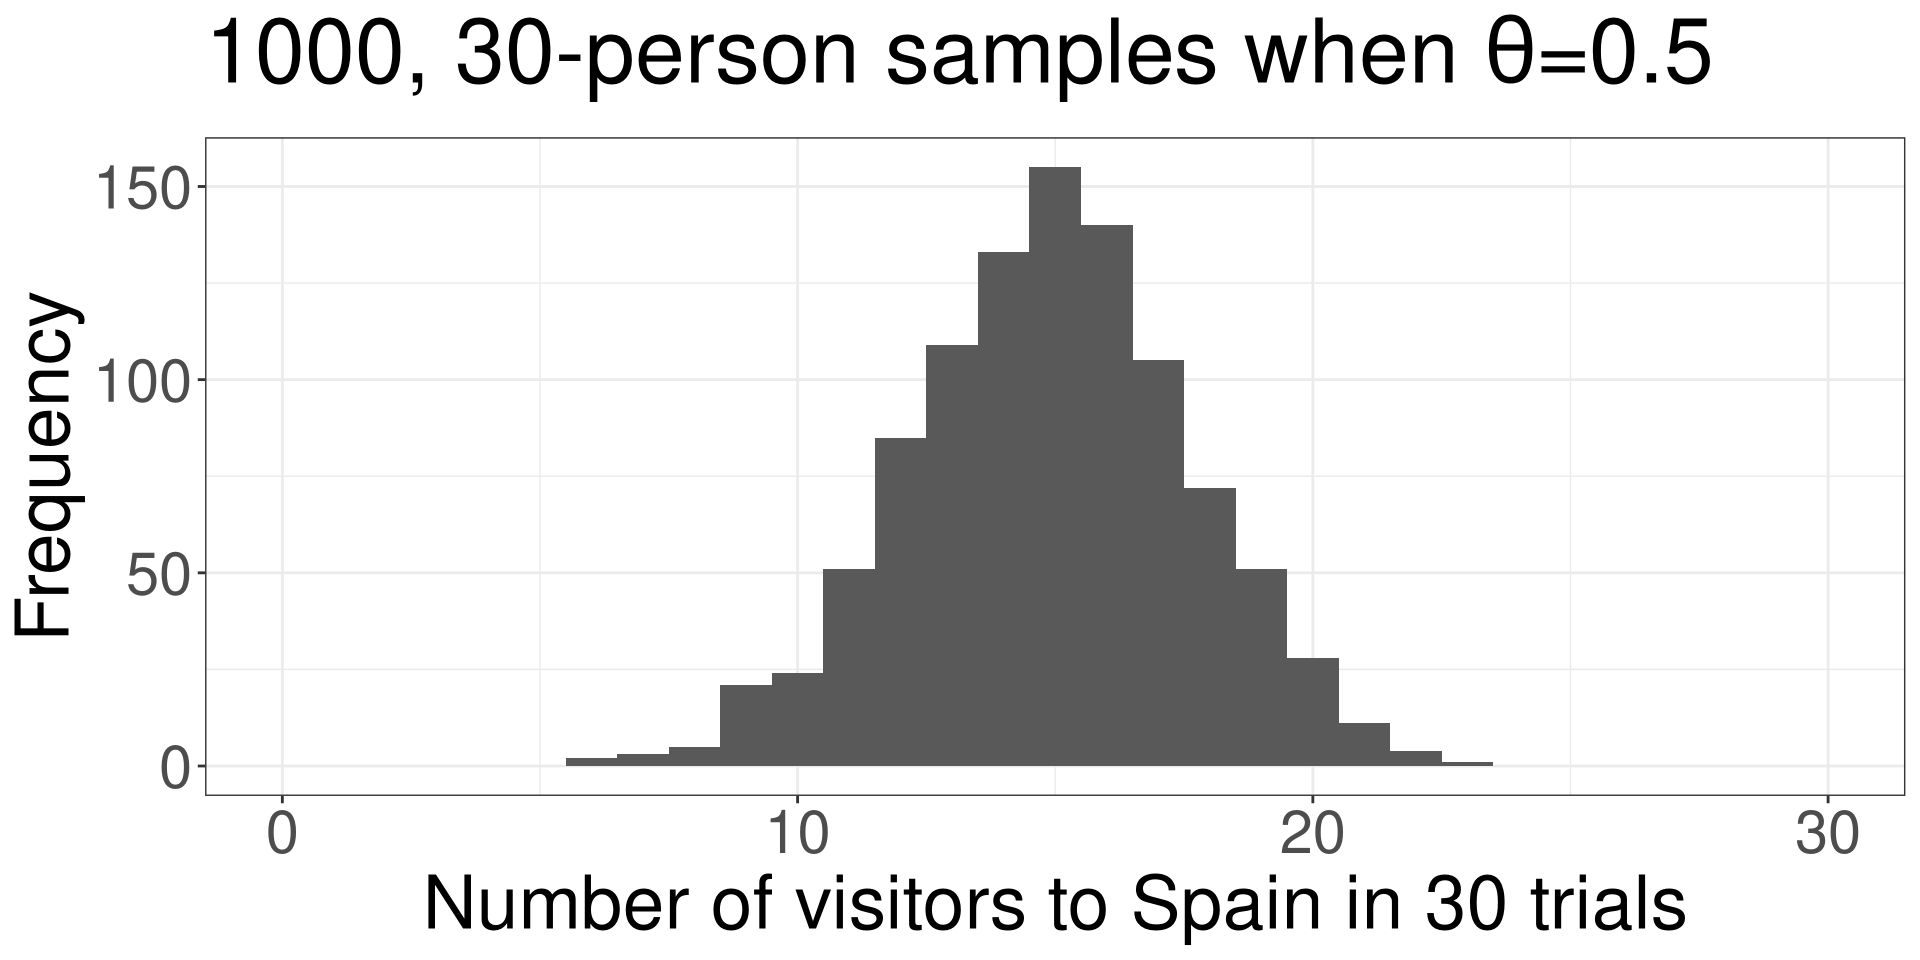 1000, 30-person samples when θ=0.5
Frequency
150
100
50
0
0 10 20 30
Number of visitors to Spain in 30 trials